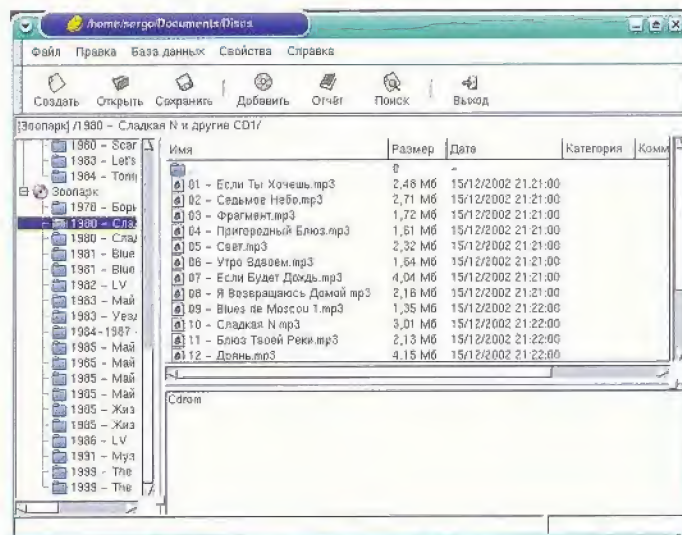 /home/sergo/Documents/Discs
Файл Правка База данных Свойства Справка
Создать Открыть Сохранить Добавить Отчёт Поиск Выход
[Зоопарк] /1980 - Сладкая N и другие CD1/
1980 - Scar
1983 - Let's
1984 - Tonig
Зоопарк
1978 - Бор
1980 - Слад
1980 - Слад
1981 - Blue
1981 - Blue
1982 - LV
1983 - Май
1983 - Уезд
1984-1987 -
1985 - Май
1985 - Май
1985 - Май
1985 - Май
1985 - Жиз
1985 - Жиз
1986 - LV
1991 - Муз
1999 - The
1999 - The
Имя Размер Дата Категория Комм
0 -
01 - Если Ты Хочешь.mp3 2,48 Мб 15/12/2002 21:21:00
02 - Седьмое Небо.mp3 2,71 Мб 15/12/2002 21:21:00
03 - Фрагмент.mp3 1,72 Мб 15/12/2002 21:21:00
04 - Пригородный Блюз.mp3 1,61 Мб 15/12/2002 21:21:00
05 - Свет.mp3 2,32 Мб 15/12/2002 21:21:00
06 - Утро Вдвоем.mp3 1,64 Мб 15/12/2002 21:21:00
07 - Если Будет Дождь.mp3 4,04 Мб 15/12/2002 21:21:00
08 - Я Возвращаюсь Домой.mp3 2,16 Мб 15/12/2002 21:21:00
09 - Blues de Moscou 1.mp3 1,35 Мб 15/12/2002 21:22:00
10 - Сладкая N.mp3 3,01 Мб 15/12/2002 21:22:00
11 - Блюз Твоей Реки.mp3 2,13 Мб 15/12/2002 21:22:00
12 - Дрянь.mp3 4,15 Мб 15/12/2002 21:22:00
Cdrom